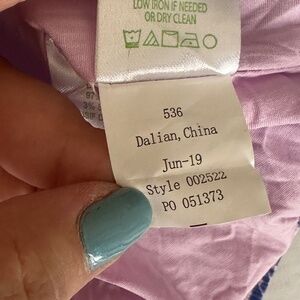 LOW IRON IF NEEDED
OR DRY CLEAN
536
Dalian, China
Jun-19
Style 002522
PO 051373